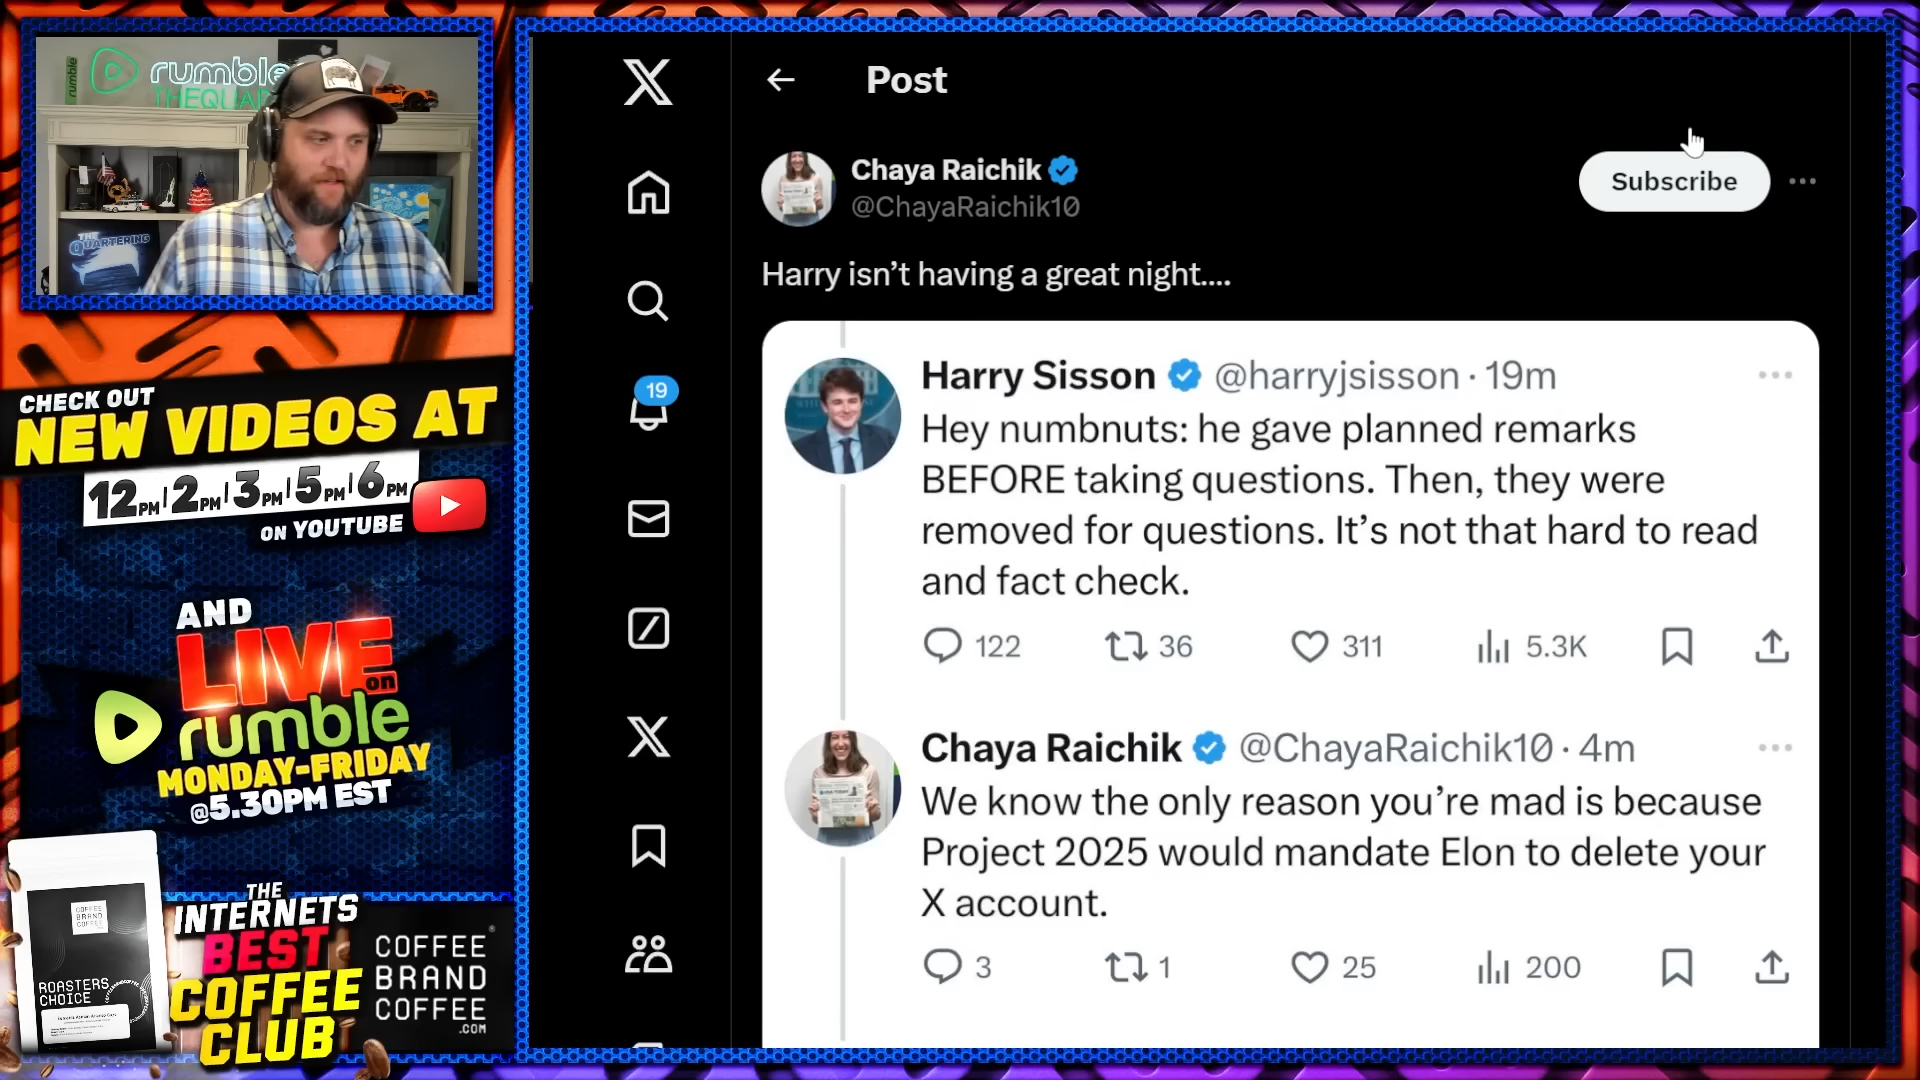 rumble
rumble
THE QUARTERING
CHECK OUT
NEW VIDEOS AT
12PM | 2PM | 3PM | 5PM | 6PM
ON YOUTUBE
AND
LIVE
on
rumble
MONDAY-FRIDAY
@5.30PM EST
COFFEE
BRAND
COFFEE
ROASTERS
CHOICE
THE
INTERNETS
BEST
COFFEE
CLUB
COFFEE
BRAND
COFFEE
.COM
19
Post
Chaya Raichik
@ChayaRaichik10
Subscribe
Harry isn’t having a great night....
Harry Sisson @harryjsisson · 19m
Hey numbnuts: he gave planned remarks
BEFORE taking questions. Then, they were
removed for questions. It’s not that hard to read
and fact check.
122 36 311 5.3K
Chaya Raichik @ChayaRaichik10 · 4m
We know the only reason you’re mad is because
Project 2025 would mandate Elon to delete your
X account.
3 1 25 200